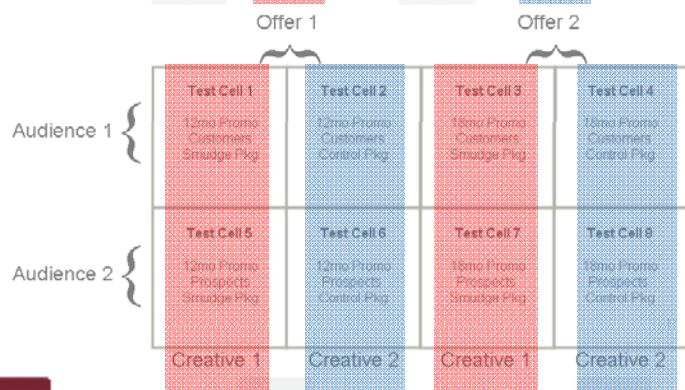 Offer 1 Offer 2
Test Cell 1 Test Cell 2 Test Cell 3 Test Cell 4
Audience 1
12mo Promo 12mo Promo 18mo Promo 18mo Promo
Customers Customers Customers Customers
Smudge Pkg Control Pkg Smudge Pkg Control Pkg
Test Cell 5 Test Cell 6 Test Cell 7 Test Cell 8
Audience 2
12mo Promo 12mo Promo 18mo Promo 18mo Promo
Prospects Prospects Prospects Prospects
Smudge Pkg Control Pkg Smudge Pkg Control Pkg
Creative 1 Creative 2 Creative 1 Creative 2